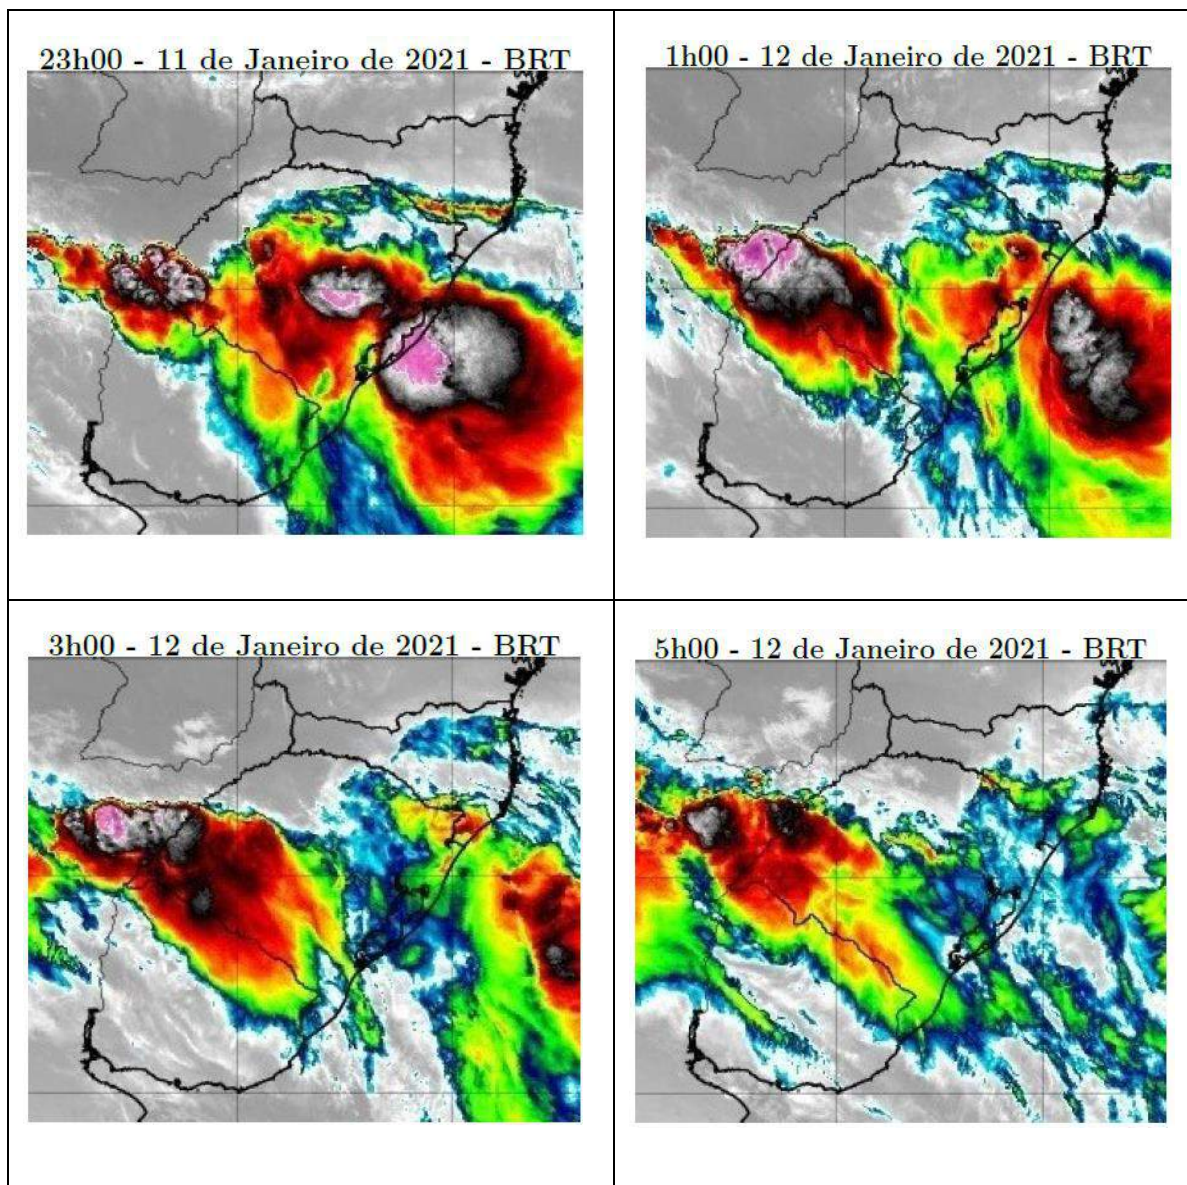 23h00 - 11 de Janeiro de 2021 - BRT
1h00 - 12 de Janeiro de 2021 - BRT
3h00 - 12 de Janeiro de 2021 - BRT
5h00 - 12 de Janeiro de 2021 - BRT